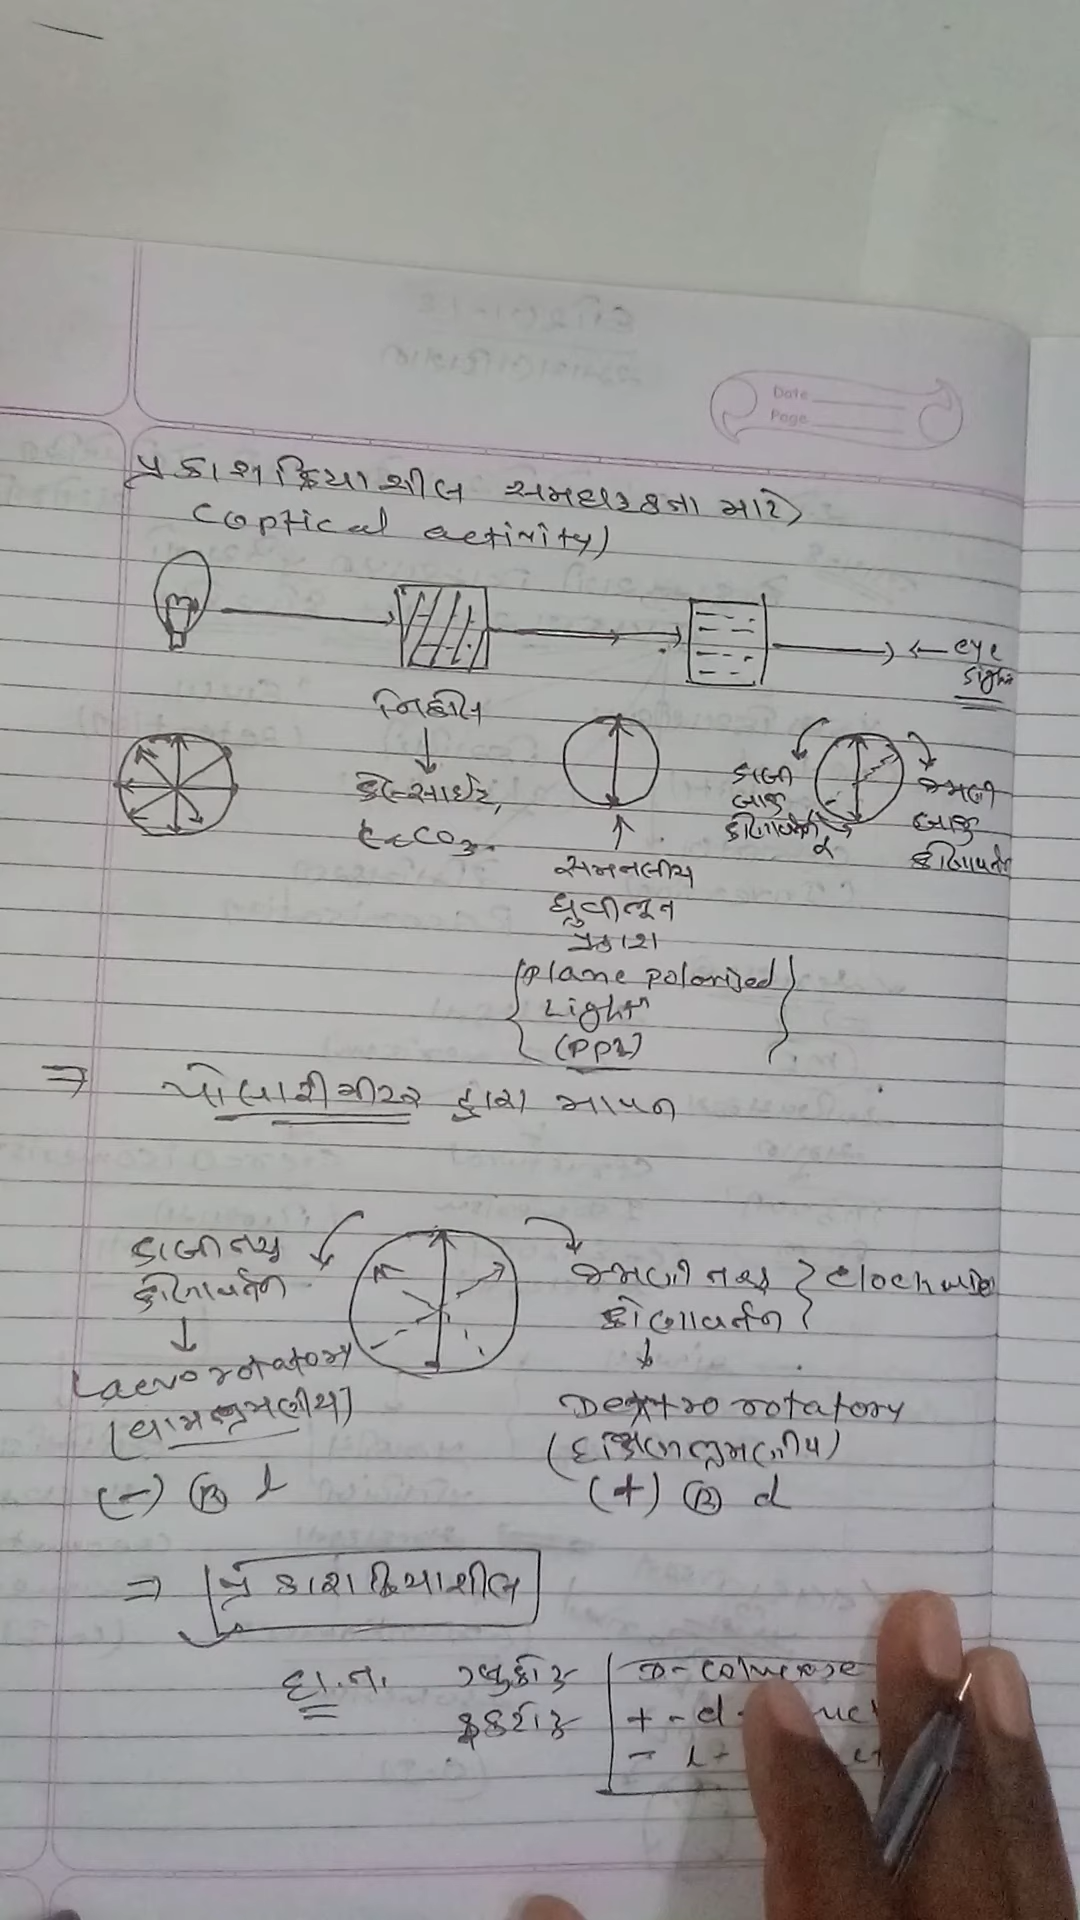 Date
Page
પ્રકાશક્રિયાશીલ સમઘટકતા માટે
(optical activity)
← eye
sight
નિકોલ
↓
કેલ્સાઈટ,
CaCO3.
સમતલીય
ધ્રુવીભૂત
પ્રકાશ
{plane polarized
Light
(PPL)}
ડાબી
બાજુ
કોણાવર્તન
α
જમણી
બાજુ
કોણાવર્તન
⇒ પોલારીમીટર દ્વારા માપન
ડાબી તરફ
કોણાવર્તન
↓
Laevo rotatory
(વામભ્રમણીય)
(-) OR l
જમણી તરફ } clockwise
કોણાવર્તન
↓
Dextro rotatory
(દક્ષિણભ્રમણીય)
(+) OR d
⇒ પ્રકાશક્રિયાશીલ
દા.ત. ગ્લુકોઝ
ફ્રુક્ટોઝ
+ - d -